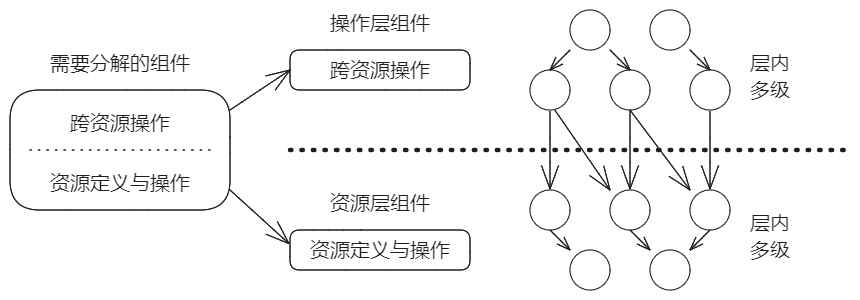 需要分解的组件
跨资源操作
资源定义与操作
操作层组件
跨资源操作
资源层组件
资源定义与操作
层内
多级
层内
多级